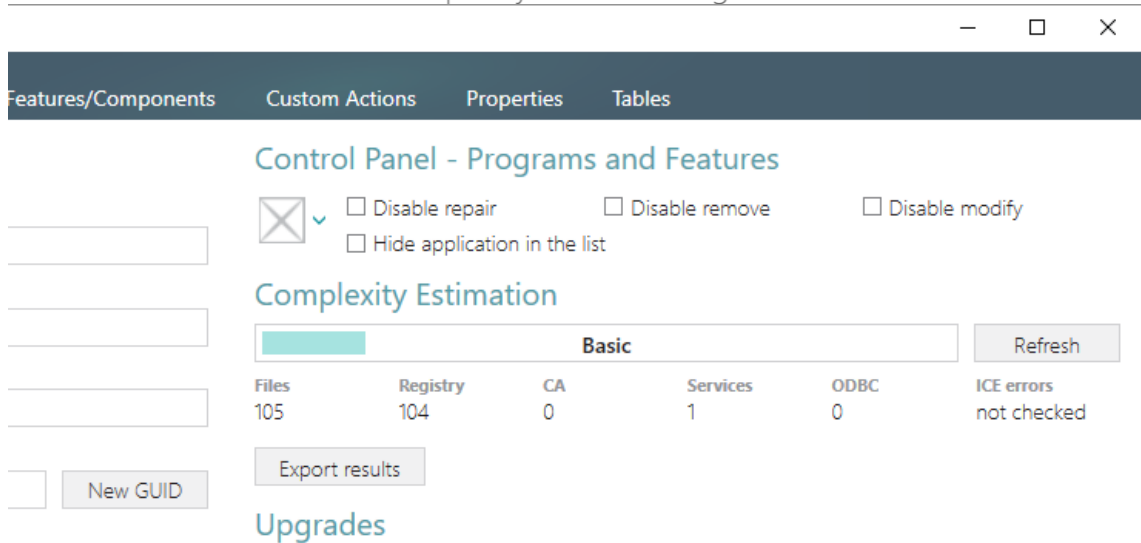 Features/Components Custom Actions Properties Tables
Control Panel - Programs and Features
Disable repair Disable remove Disable modify
Hide application in the list
Complexity Estimation
Basic Refresh
Files Registry CA Services ODBC ICE errors
105 104 0 1 0 not checked
Export results
New GUID
Upgrades